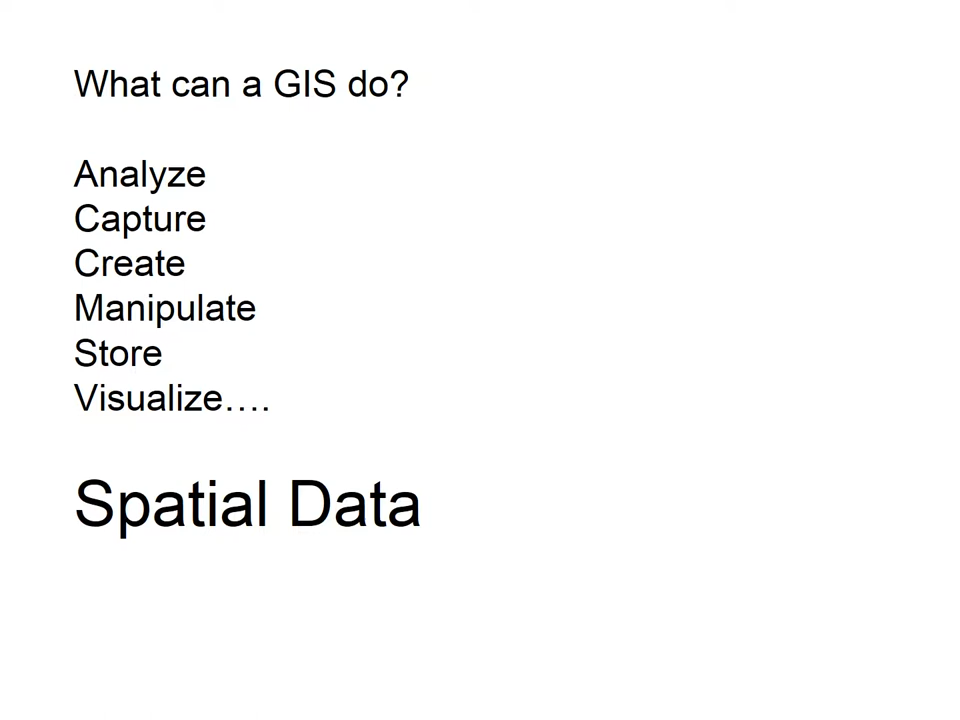 What can a GIS do?
Analyze
Capture
Create
Manipulate
Store
Visualize….
Spatial Data